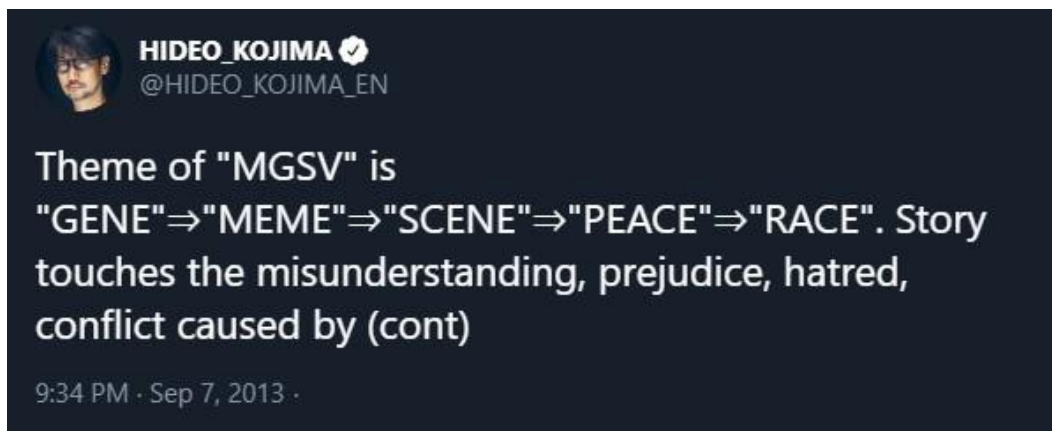 HIDEO_KOJIMA
@HIDEO_KOJIMA_EN
Theme of "MGSV" is
"GENE"⇒"MEME"⇒"SCENE"⇒"PEACE"⇒"RACE". Story
touches the misunderstanding, prejudice, hatred,
conflict caused by (cont)
9:34 PM · Sep 7, 2013 ·